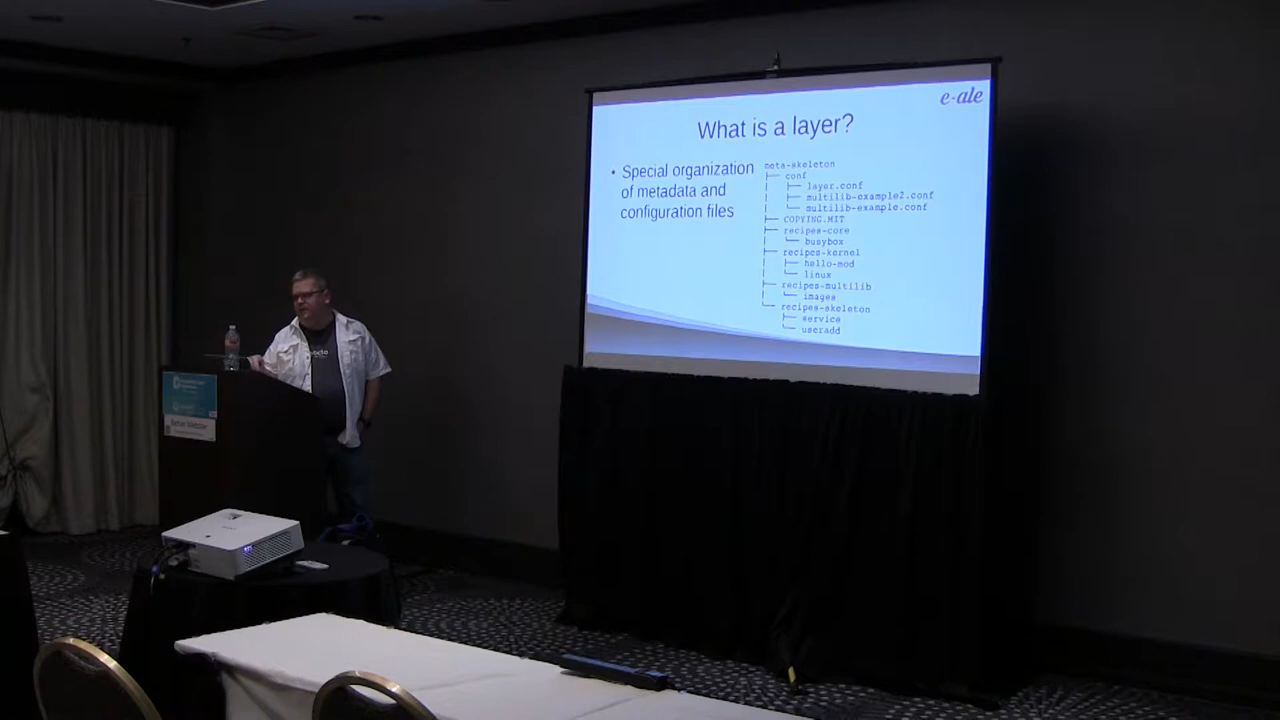 e-ale
What is a layer?
• Special organization
of metadata and
configuration files
meta-skeleton
├── conf
│   ├── layer.conf
│   ├── multilib-example2.conf
│   └── multilib-example.conf
├── COPYING.MIT
├── recipes-core
│   └── busybox
├── recipes-kernel
│   ├── hello-mod
│   └── linux
├── recipes-multilib
│   └── images
└── recipes-skeleton
    ├── service
    └── useradd